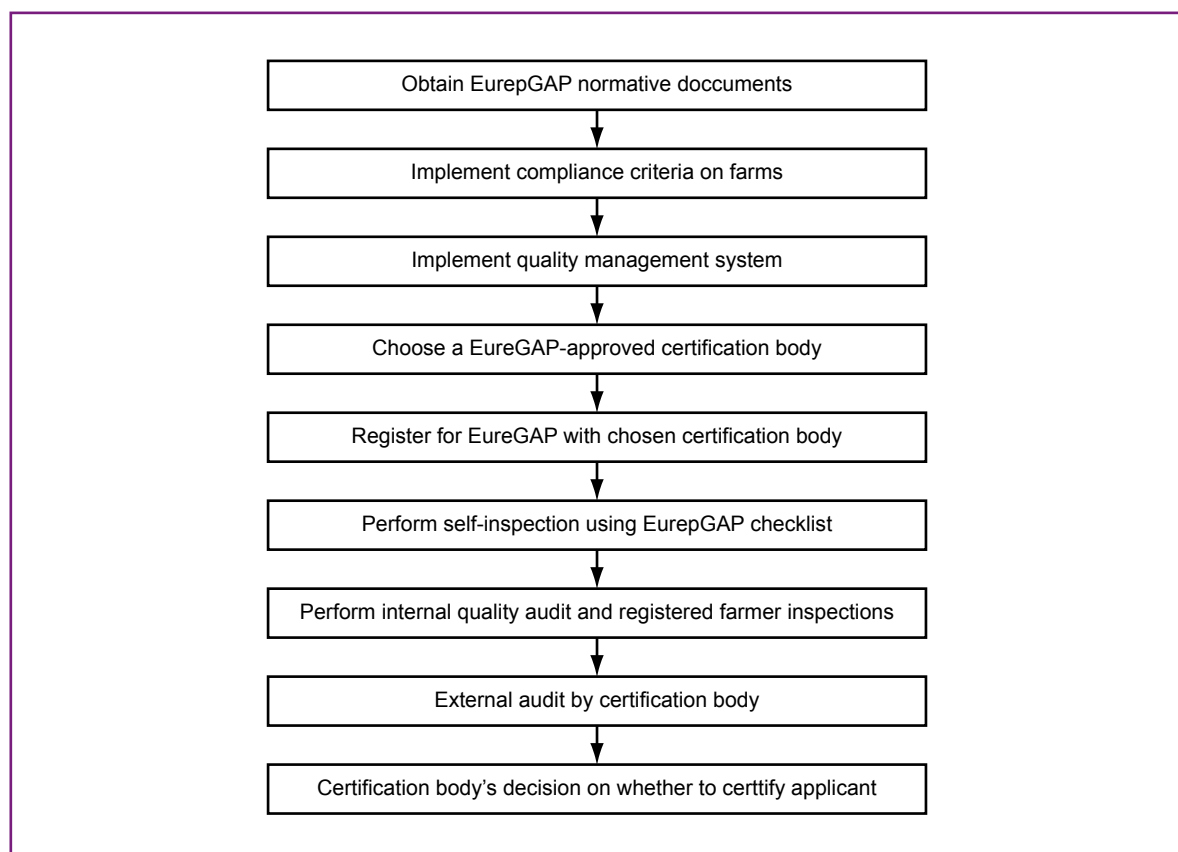 Obtain EurepGAP normative doccuments
Implement compliance criteria on farms
Implement quality management system
Choose a EureGAP-approved certification body
Register for EureGAP with chosen certification body
Perform self-inspection using EurepGAP checklist
Perform internal quality audit and registered farmer inspections
External audit by certification body
Certification body's decision on whether to certtify applicant